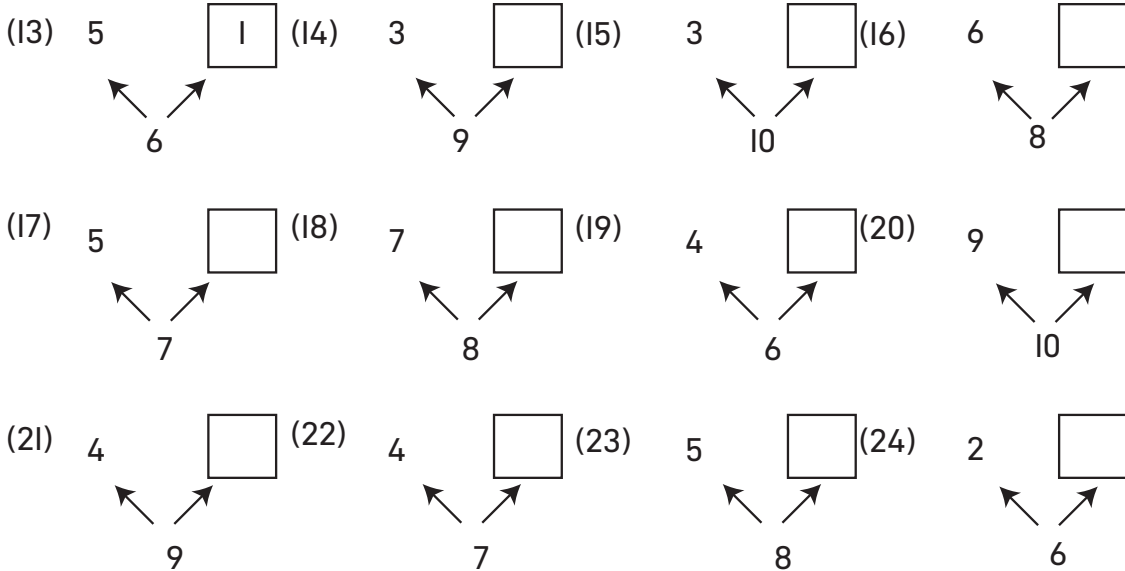 (13) 5 1 (14) 3 (15) 3 (16) 6
6 9 10 8
(17) 5 (18) 7 (19) 4 (20) 9
7 8 6 10
(21) 4 (22) 4 (23) 5 (24) 2
9 7 8 6